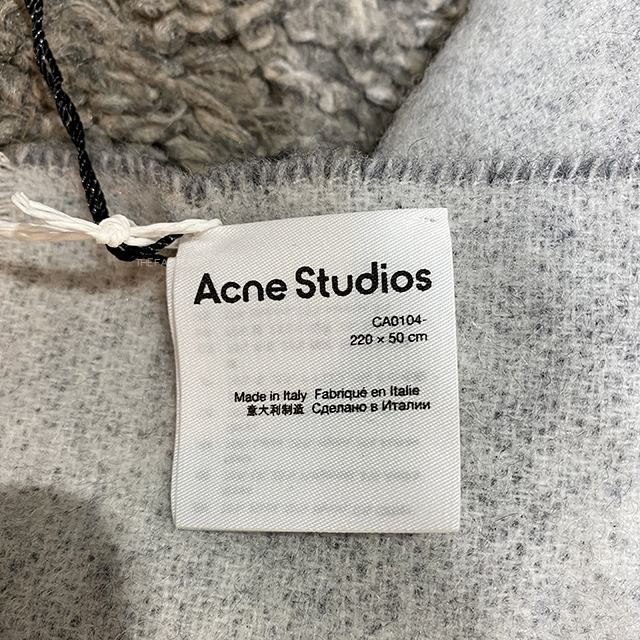 Acne Studios
CA0104-
220 × 50 cm
Made in Italy Fabriqué en Italie
意大利制造 Сделано в Италии